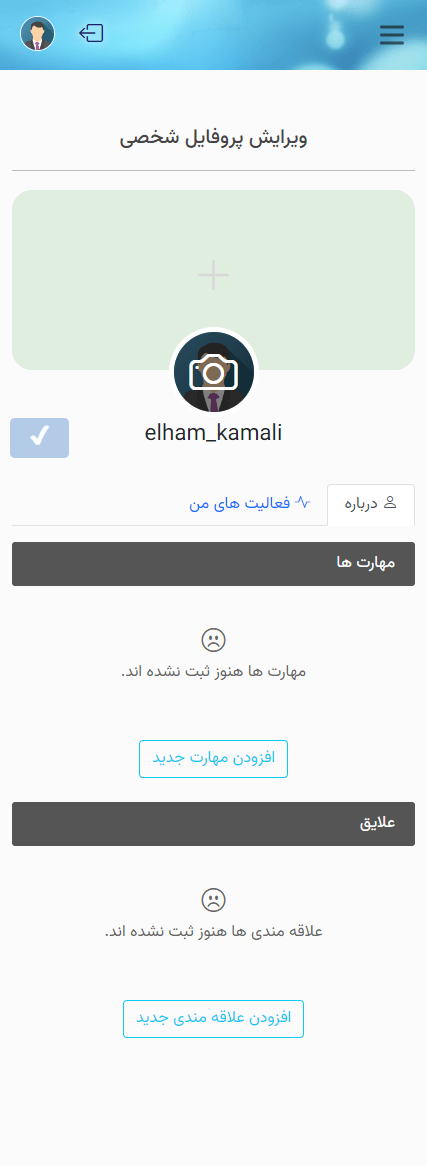 ویرایش پروفایل شخصی
elham_kamali
درباره
فعالیت های من
مهارت ها
مهارت ها هنوز ثبت نشده اند.
افزودن مهارت جدید
علایق
علاقه مندی ها هنوز ثبت نشده اند.
افزودن علاقه مندی جدید